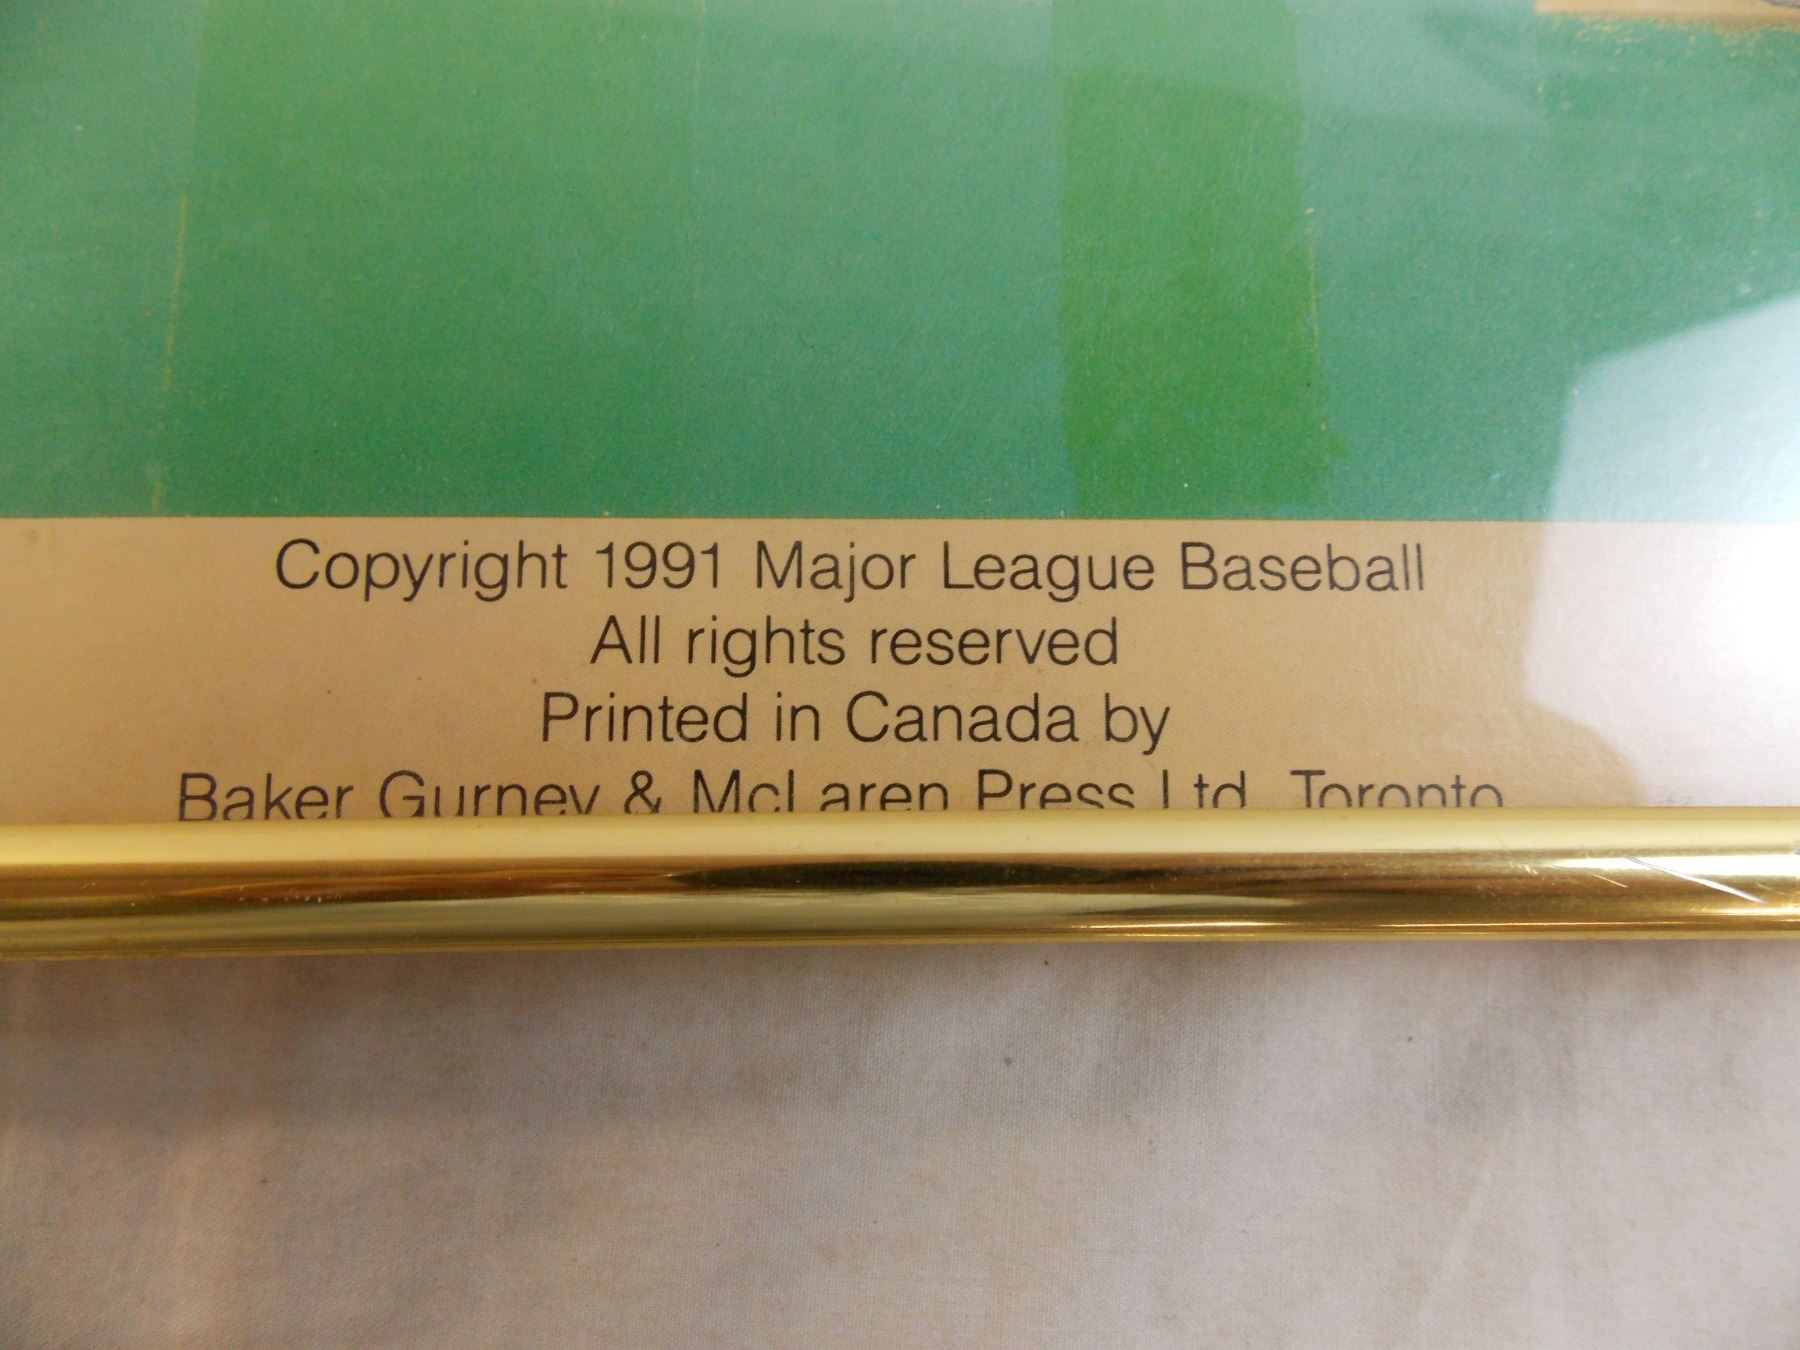 Copyright 1991 Major League Baseball
All rights reserved
Printed in Canada by
Baker Gurney & McLaren Press Ltd. Toronto